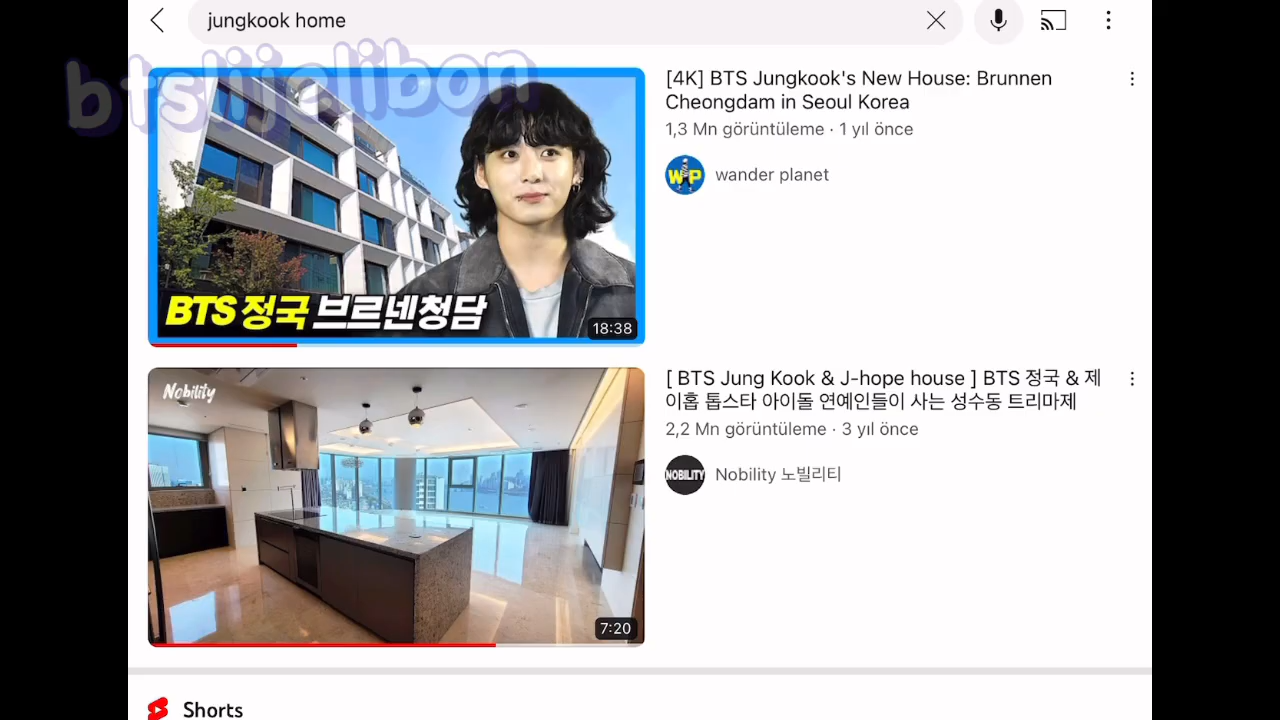 jungkook home
btslijalibon
[4K] BTS Jungkook's New House: Brunnen
Cheongdam in Seoul Korea
1,3 Mn görüntüleme · 1 yıl önce
WP
wander planet
BTS 정국 브르넨청담
18:38
Nobility
[ BTS Jung Kook & J-hope house ] BTS 정국 & 제
이홉 톱스타 아이돌 연예인들이 사는 성수동 트리마제
2,2 Mn görüntüleme · 3 yıl önce
NOBILITY
Nobility 노빌리티
7:20
Shorts